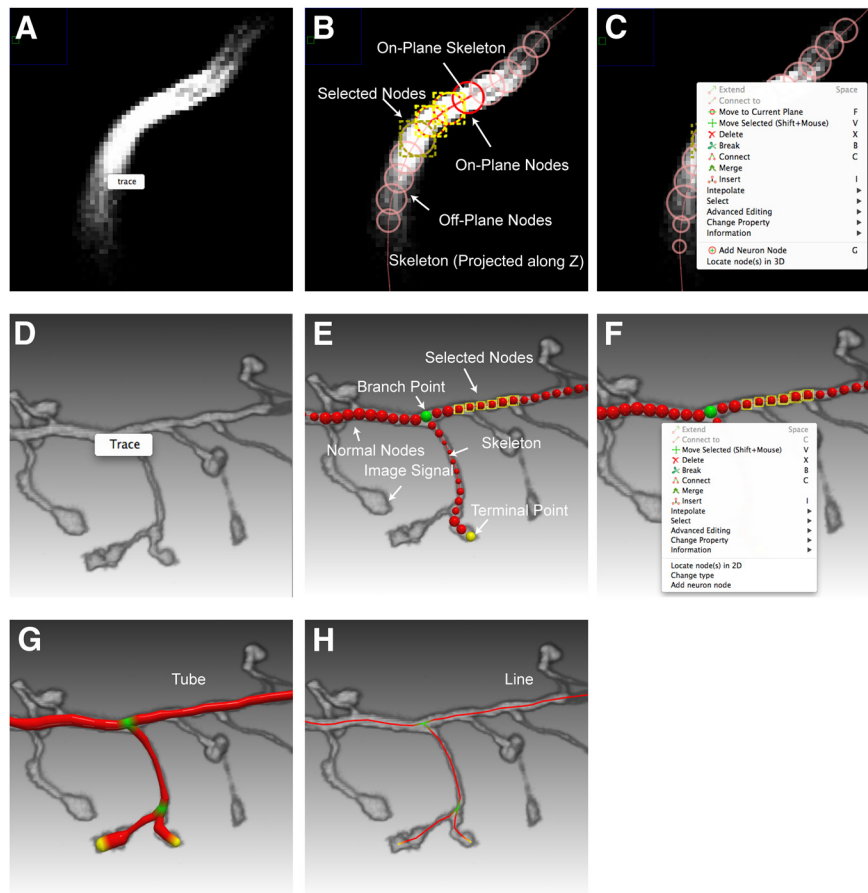 A
trace
B
On-Plane Skeleton
Selected Nodes
On-Plane Nodes
Off-Plane Nodes
Skeleton (Projected along Z)
C
Extend Space
Connect to
Move to Current Plane F
Move Selected (Shift+Mouse) V
Delete X
Break B
Connect C
Merge
Insert I
Intepolate
Select
Advanced Editing
Change Property
Information
Add Neuron Node G
Locate node(s) in 3D
D
Trace
E
Selected Nodes
Branch Point
Skeleton
Normal Nodes
Image Signal
Terminal Point
F
Extend Space
Connect to C
Move Selected (Shift+Mouse) V
Delete X
Break B
Connect C
Merge
Insert I
Intepolate
Select
Advanced Editing
Change Property
Information
Locate node(s) in 2D
Change type
Add neuron node
G
Tube
H
Line